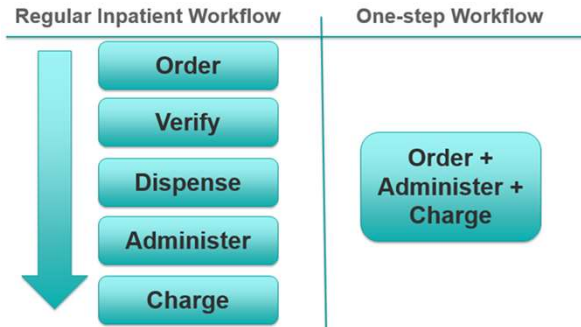 Regular Inpatient Workflow
One-step Workflow
Order
Verify
Dispense
Administer
Charge
Order +
Administer +
Charge